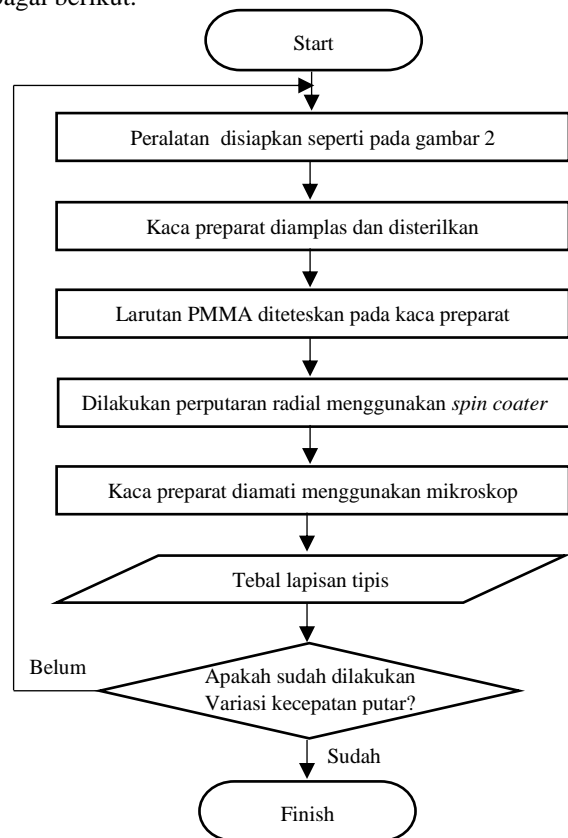 bagai berikut:
Start
Peralatan disiapkan seperti pada gambar 2
Kaca preparat diamplas dan disterilkan
Larutan PMMA diteteskan pada kaca preparat
Dilakukan perputaran radial menggunakan spin coater
Kaca preparat diamati menggunakan mikroskop
Tebal lapisan tipis
Belum
Apakah sudah dilakukan
Variasi kecepatan putar?
Sudah
Finish